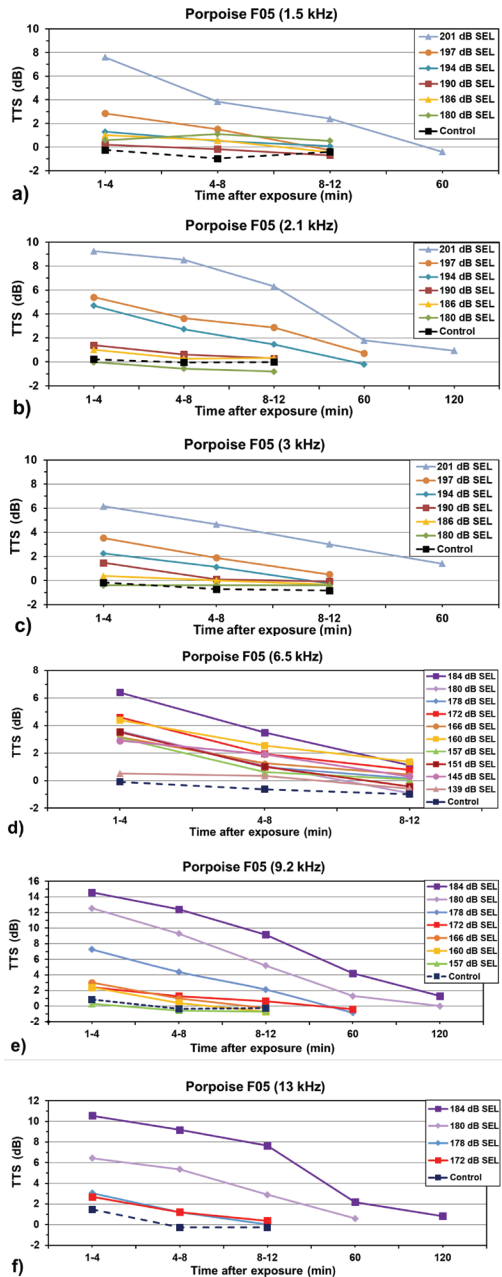 Porpoise F05 (1.5 kHz)
TTS (dB)
10
8
6
4
2
0
-2
201 dB SEL
197 dB SEL
194 dB SEL
190 dB SEL
186 dB SEL
180 dB SEL
Control
1-4 4-8 8-12 60
Time after exposure (min)
a)
Porpoise F05 (2.1 kHz)
TTS (dB)
10
8
6
4
2
0
-2
201 dB SEL
197 dB SEL
194 dB SEL
190 dB SEL
186 dB SEL
180 dB SEL
Control
1-4 4-8 8-12 60 120
Time after exposure (min)
b)
Porpoise F05 (3 kHz)
TTS (dB)
10
8
6
4
2
0
-2
201 dB SEL
197 dB SEL
194 dB SEL
190 dB SEL
186 dB SEL
180 dB SEL
Control
1-4 4-8 8-12 60
Time after exposure (min)
c)
Porpoise F05 (6.5 kHz)
TTS (dB)
8
6
4
2
0
-2
184 dB SEL
180 dB SEL
178 dB SEL
172 dB SEL
166 dB SEL
160 dB SEL
157 dB SEL
151 dB SEL
145 dB SEL
139 dB SEL
Control
1-4 4-8 8-12
Time after exposure (min)
d)
Porpoise F05 (9.2 kHz)
TTS (dB)
16
14
12
10
8
6
4
2
0
-2
184 dB SEL
180 dB SEL
178 dB SEL
172 dB SEL
166 dB SEL
160 dB SEL
157 dB SEL
Control
1-4 4-8 8-12 60 120
Time after exposure (min)
e)
Porpoise F05 (13 kHz)
TTS (dB)
12
10
8
6
4
2
0
-2
184 dB SEL
180 dB SEL
178 dB SEL
172 dB SEL
Control
1-4 4-8 8-12 60 120
Time after exposure (min)
f)